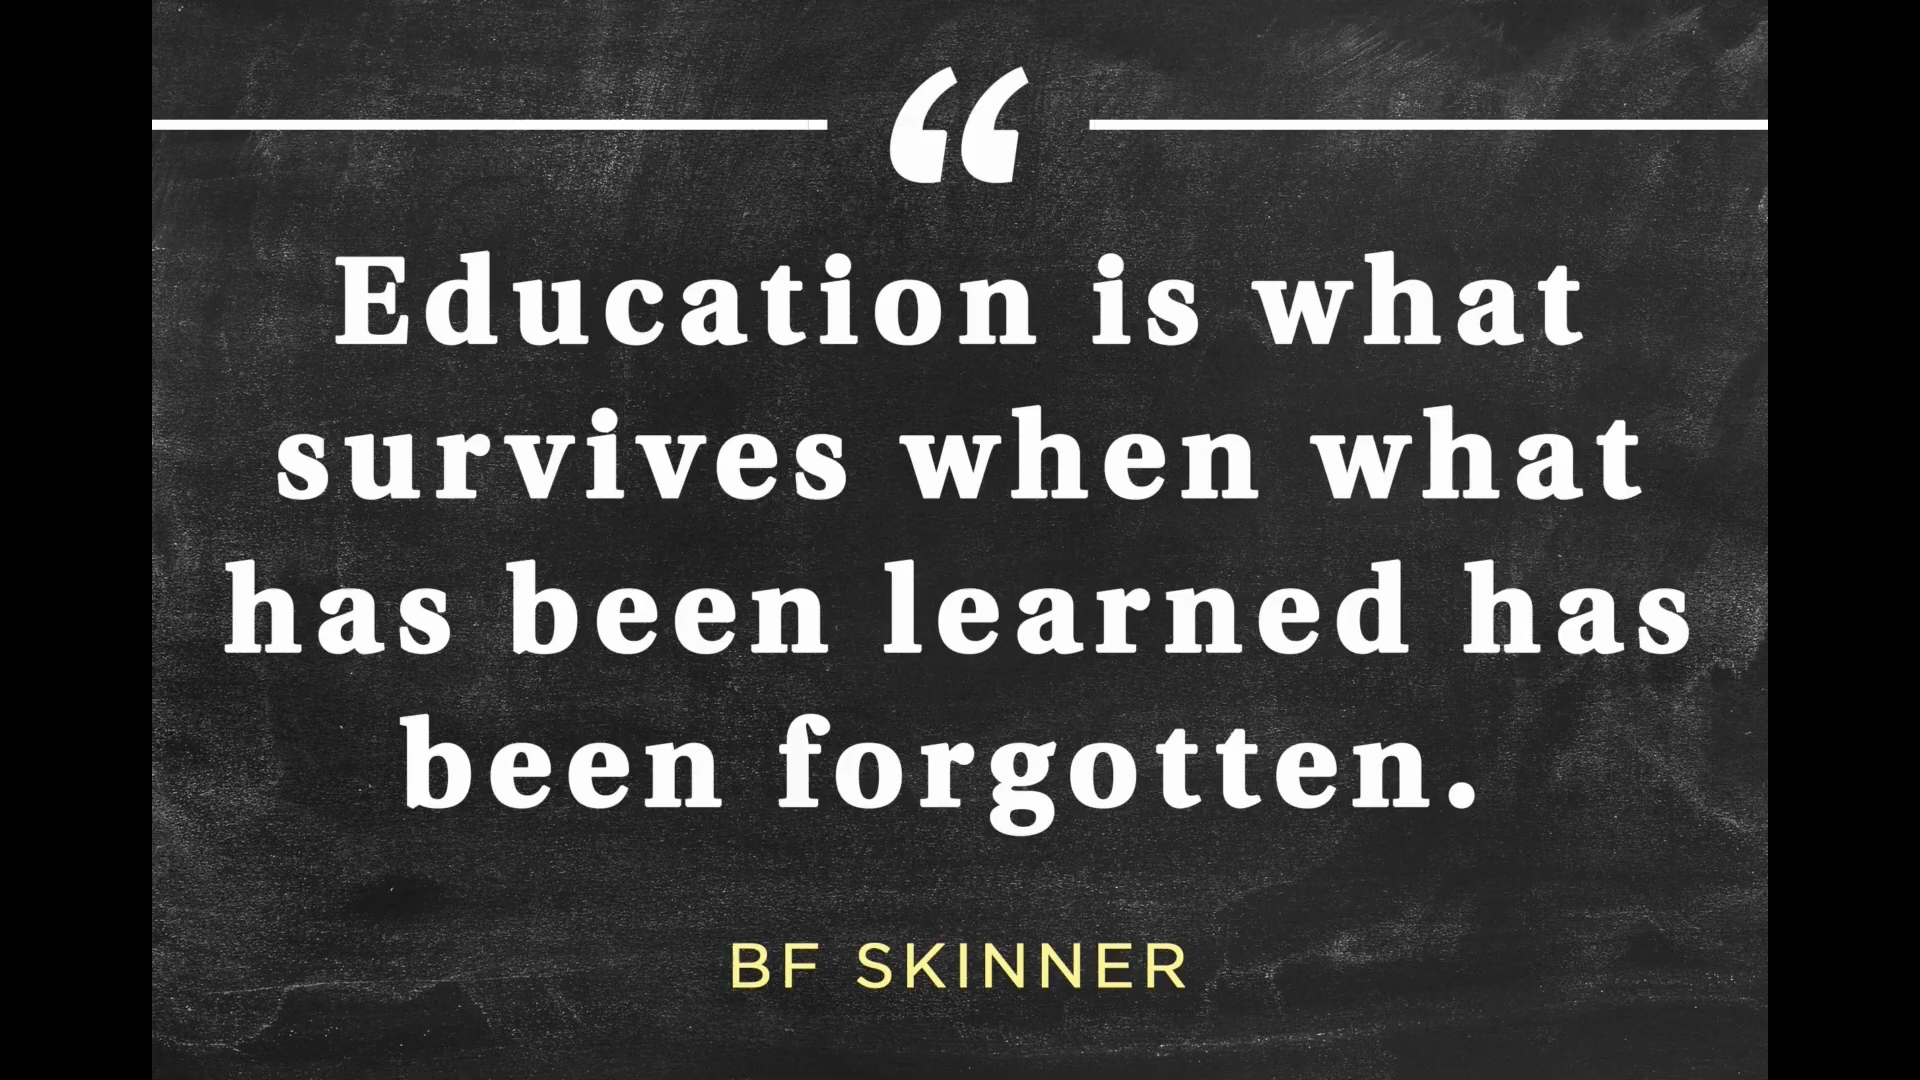 “
Education is what
survives when what
has been learned has
been forgotten.
BF SKINNER